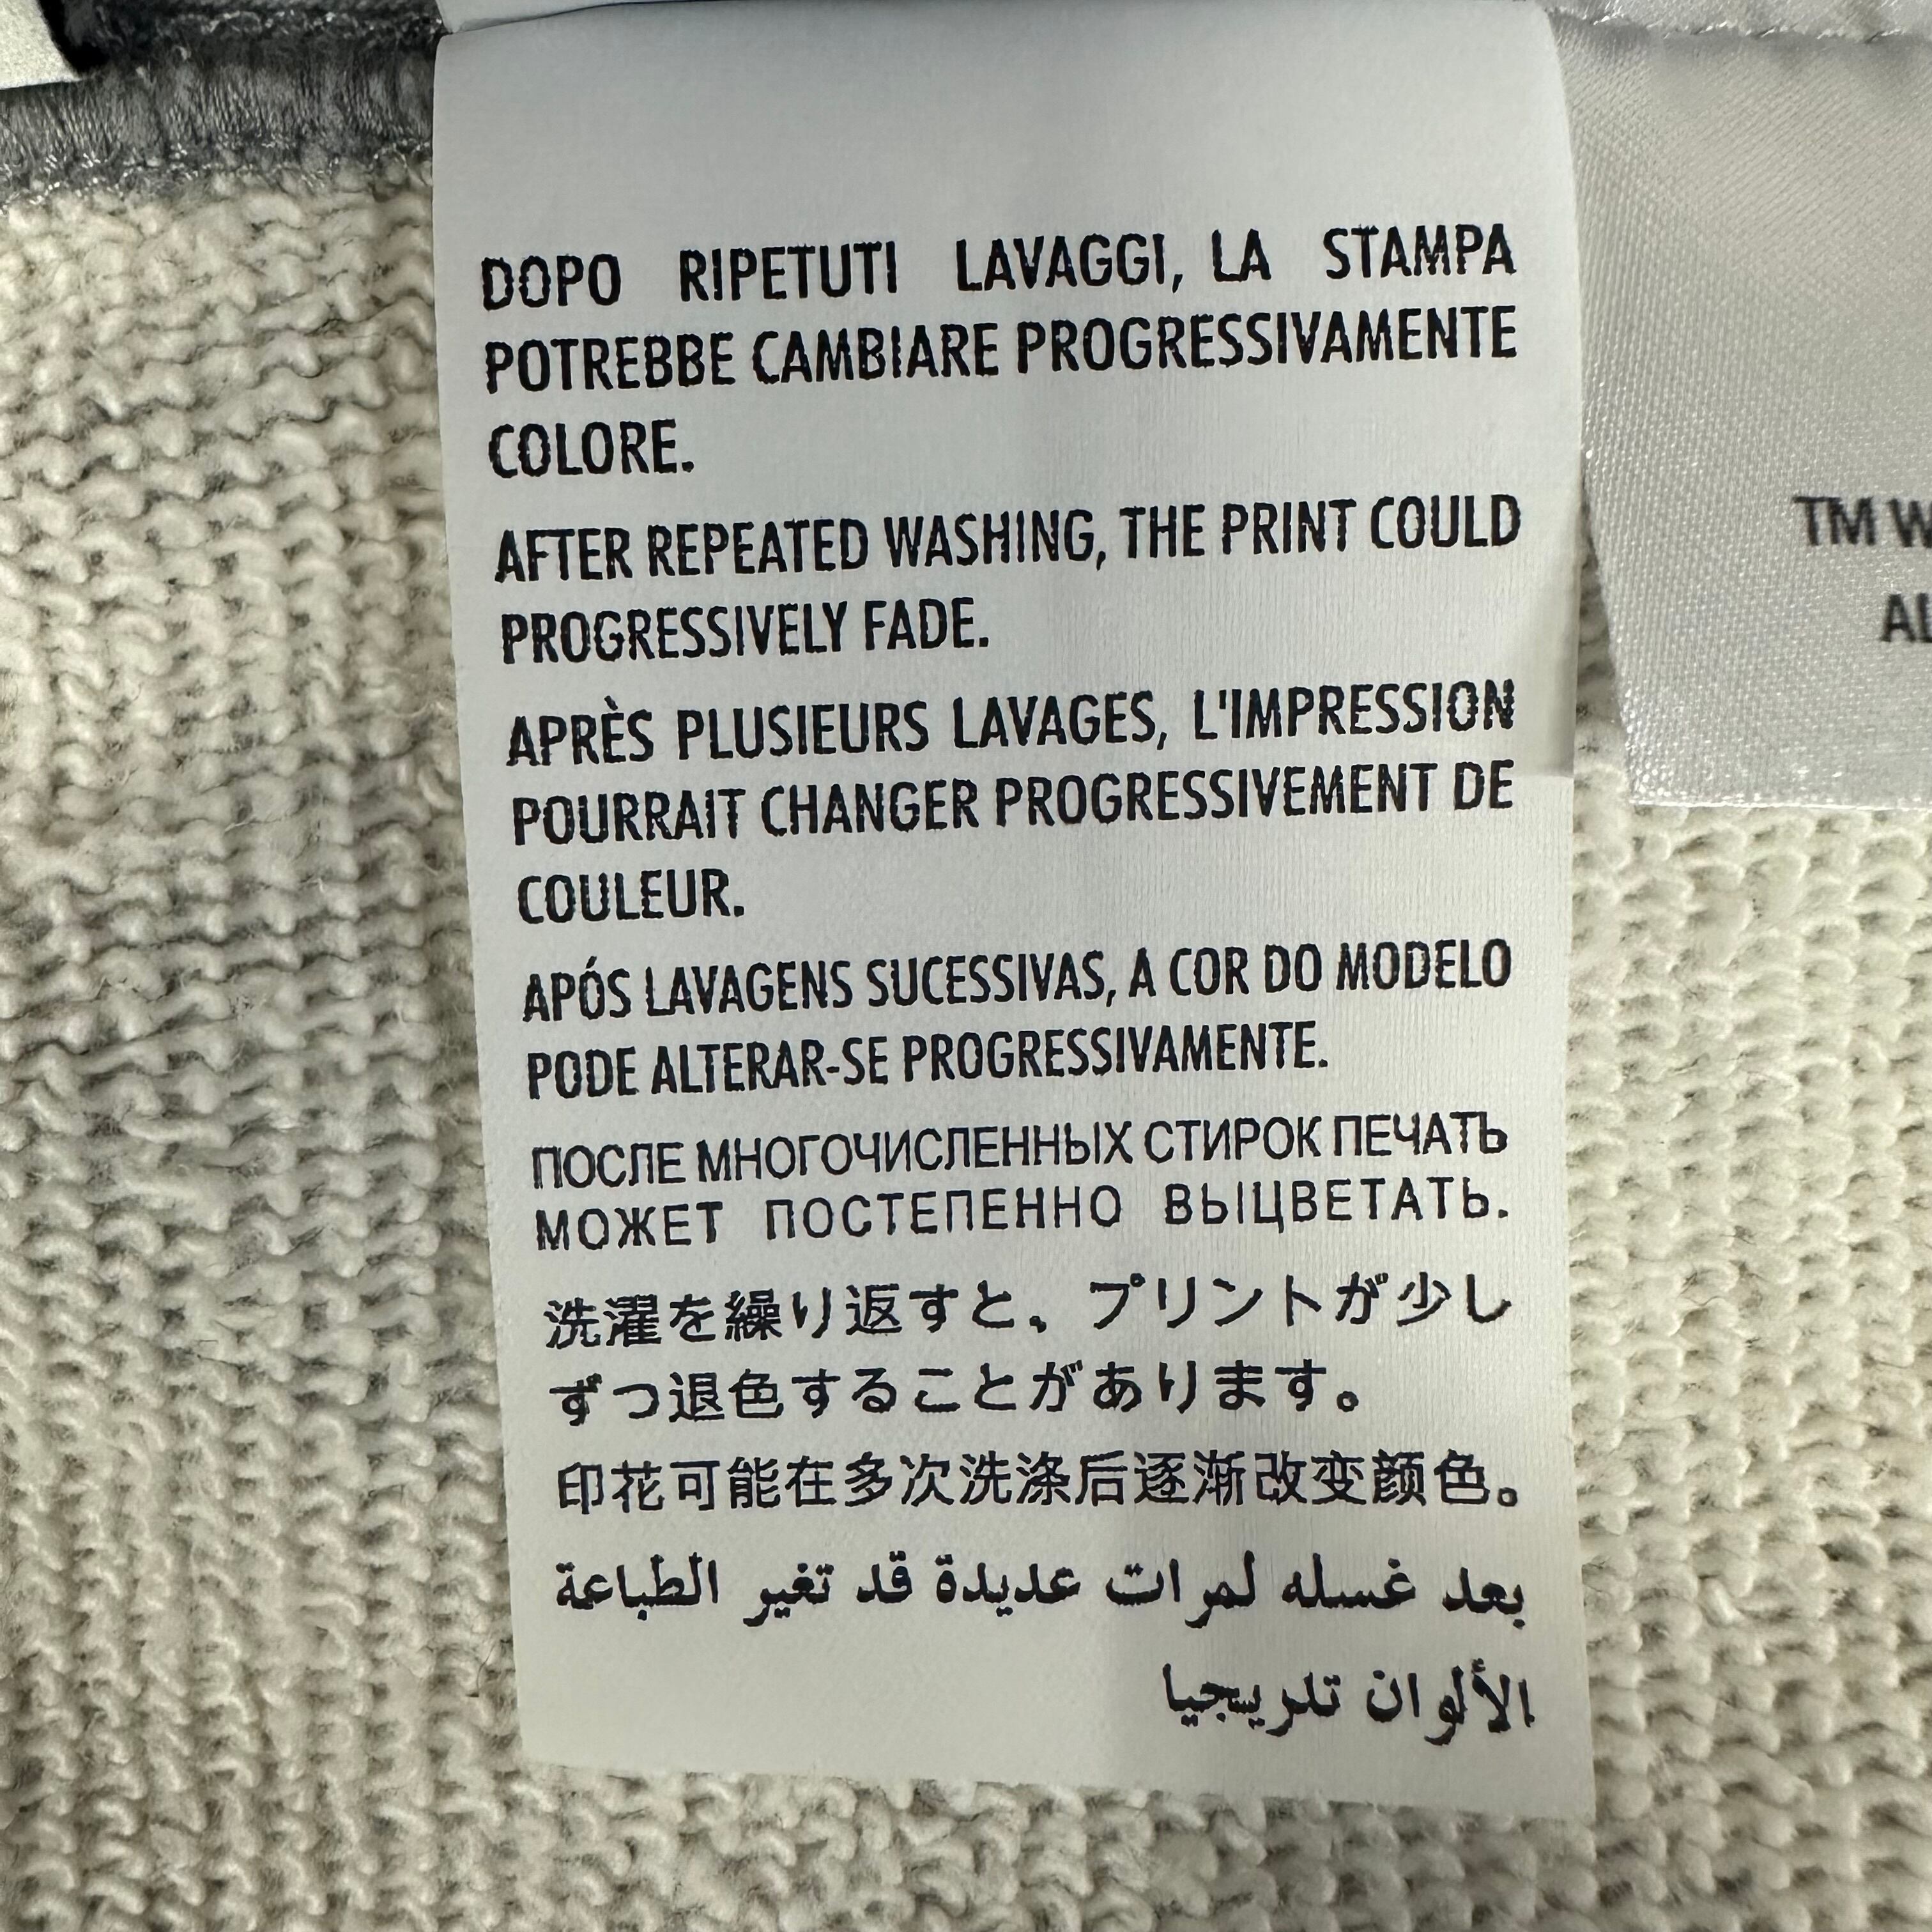 DOPO RIPETUTI LAVAGGI, LA STAMPA
POTREBBE CAMBIARE PROGRESSIVAMENTE
COLORE.
AFTER REPEATED WASHING, THE PRINT COULD
PROGRESSIVELY FADE.
APRÈS PLUSIEURS LAVAGES, L'IMPRESSION
POURRAIT CHANGER PROGRESSIVEMENT DE
COULEUR.
APÓS LAVAGENS SUCESSIVAS, A COR DO MODELO
PODE ALTERAR-SE PROGRESSIVAMENTE.
ПОСЛЕ МНОГОЧИСЛЕННЫХ СТИРОК ПЕЧАТЬ
МОЖЕТ ПОСТЕПЕННО ВЫЦВЕТАТЬ.
洗濯を繰り返すと、プリントが少し
ずつ退色することがあります。
印花可能在多次洗涤后逐渐改变颜色。
بعد غسله لمرات عديدة قد تغير الطباعة
الألوان تدريجيا
TM